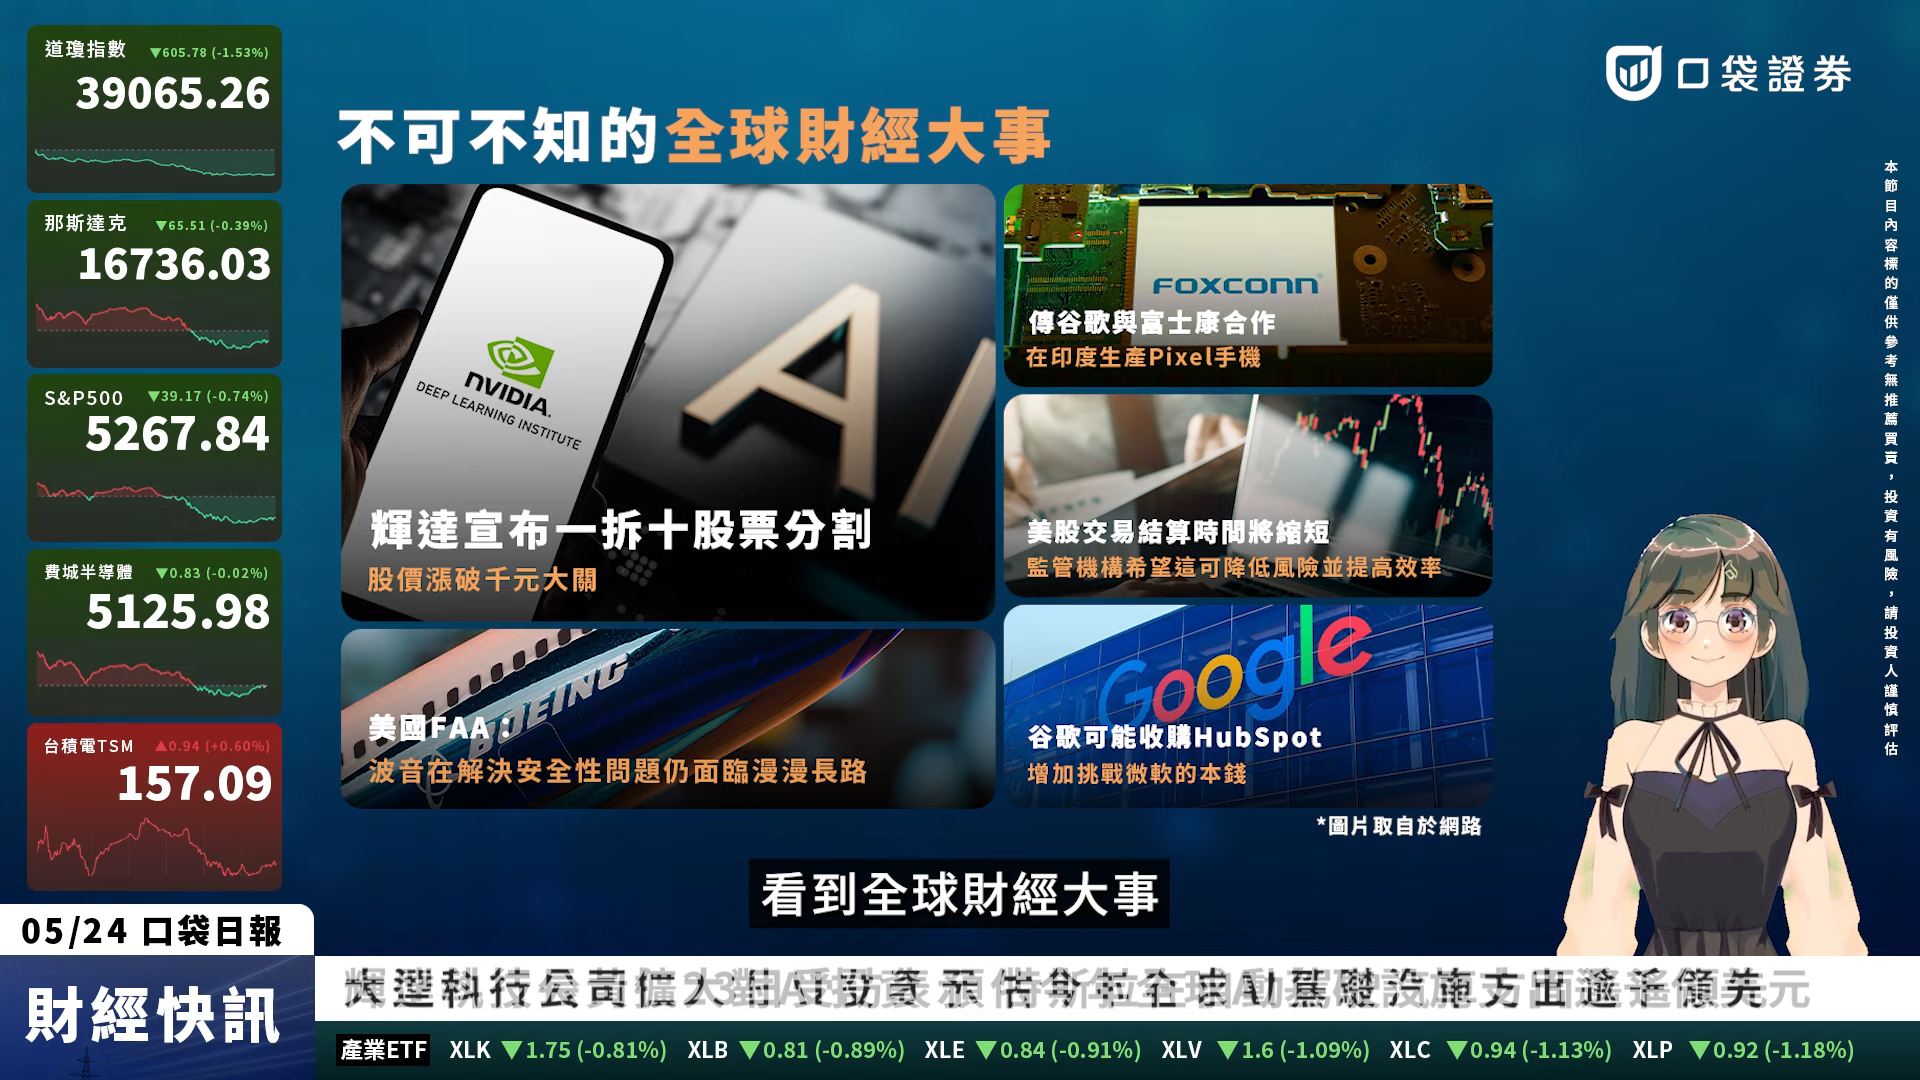 道瓊指數 ▼605.78 (-1.53%)
39065.26
那斯達克 ▼65.51 (-0.39%)
16736.03
S&P500 ▼39.17 (-0.74%)
5267.84
費城半導體 ▼0.83 (-0.02%)
5125.98
台積電TSM ▲0.94 (+0.60%)
157.09
05/24 口袋日報
財經快訊
口袋證券
不可不知的全球財經大事
NVIDIA.
DEEP LEARNING INSTITUTE
AI
輝達宣布一拆十股票分割
股價漲破千元大關
FOXCONN
傳谷歌與富士康合作
在印度生產Pixel手機
美股交易結算時間將縮短
監管機構希望這可降低風險並提高效率
BOEING
美國FAA：
波音在解決安全性問題仍面臨漫漫長路
Google
谷歌可能收購HubSpot
增加挑戰微軟的本錢
*圖片取自於網路
看到全球財經大事
本節目內容標的僅供參考無推薦買賣，投資有風險，請投資人謹慎評估
產業ETF XLK ▼1.75 (-0.81%) XLB ▼0.81 (-0.89%) XLE ▼0.84 (-0.91%) XLV ▼1.6 (-1.09%) XLC ▼0.94 (-1.13%) XLP ▼0.92 (-1.18%)